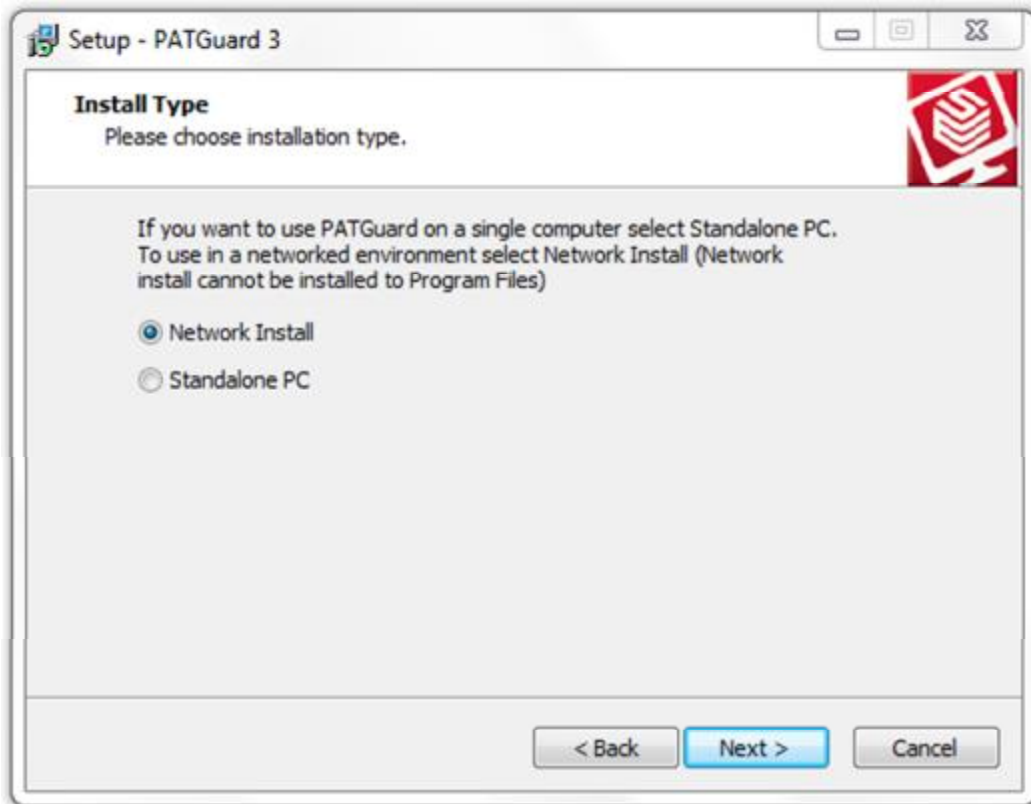 Setup - PATGuard 3
Install Type
Please choose installation type.
If you want to use PATGuard on a single computer select Standalone PC.
To use in a networked environment select Network Install (Network
install cannot be installed to Program Files)
Network Install
Standalone PC
< Back Next > Cancel